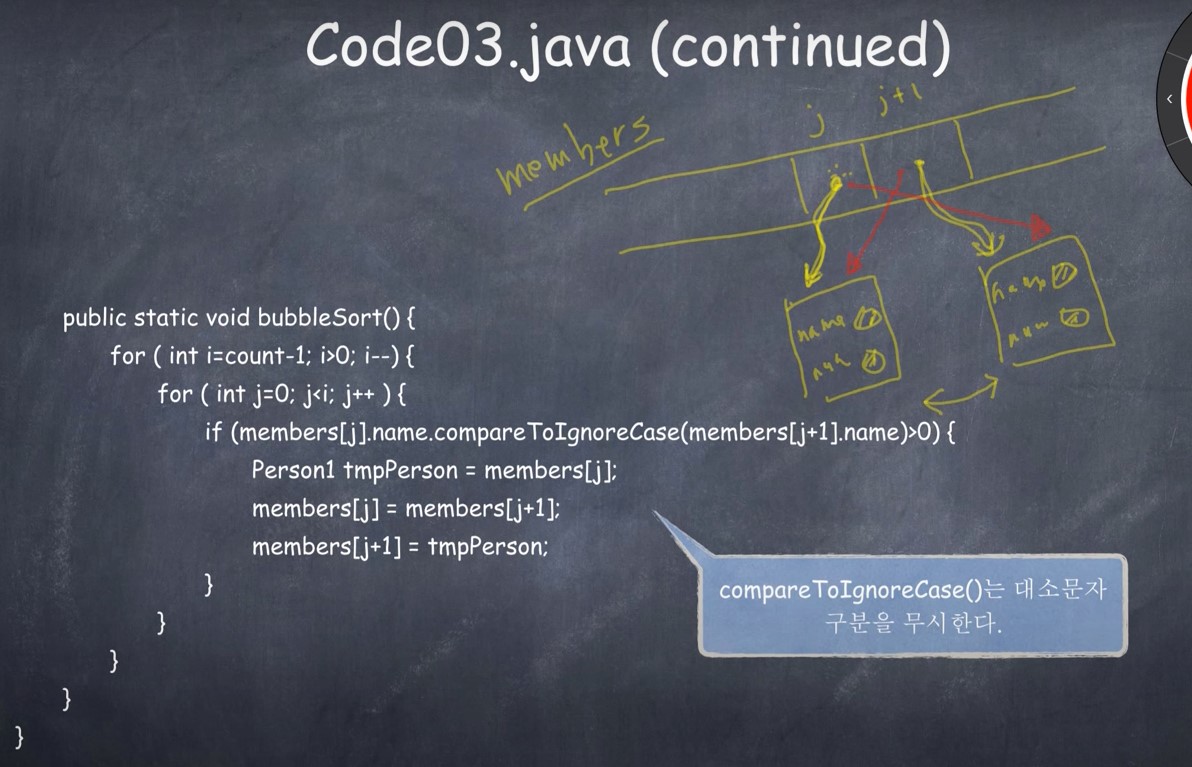 Code03.java (continued)
members
j
j+1
name
num
name
num
public static void bubbleSort() {
for ( int i=count-1; i>0; i--) {
for ( int j=0; j<i; j++ ) {
if (members[j].name.compareToIgnoreCase(members[j+1].name)>0) {
Person1 tmpPerson = members[j];
members[j] = members[j+1];
members[j+1] = tmpPerson;
}
}
}
}
}
compareToIgnoreCase()는 대소문자
구분을 무시한다.